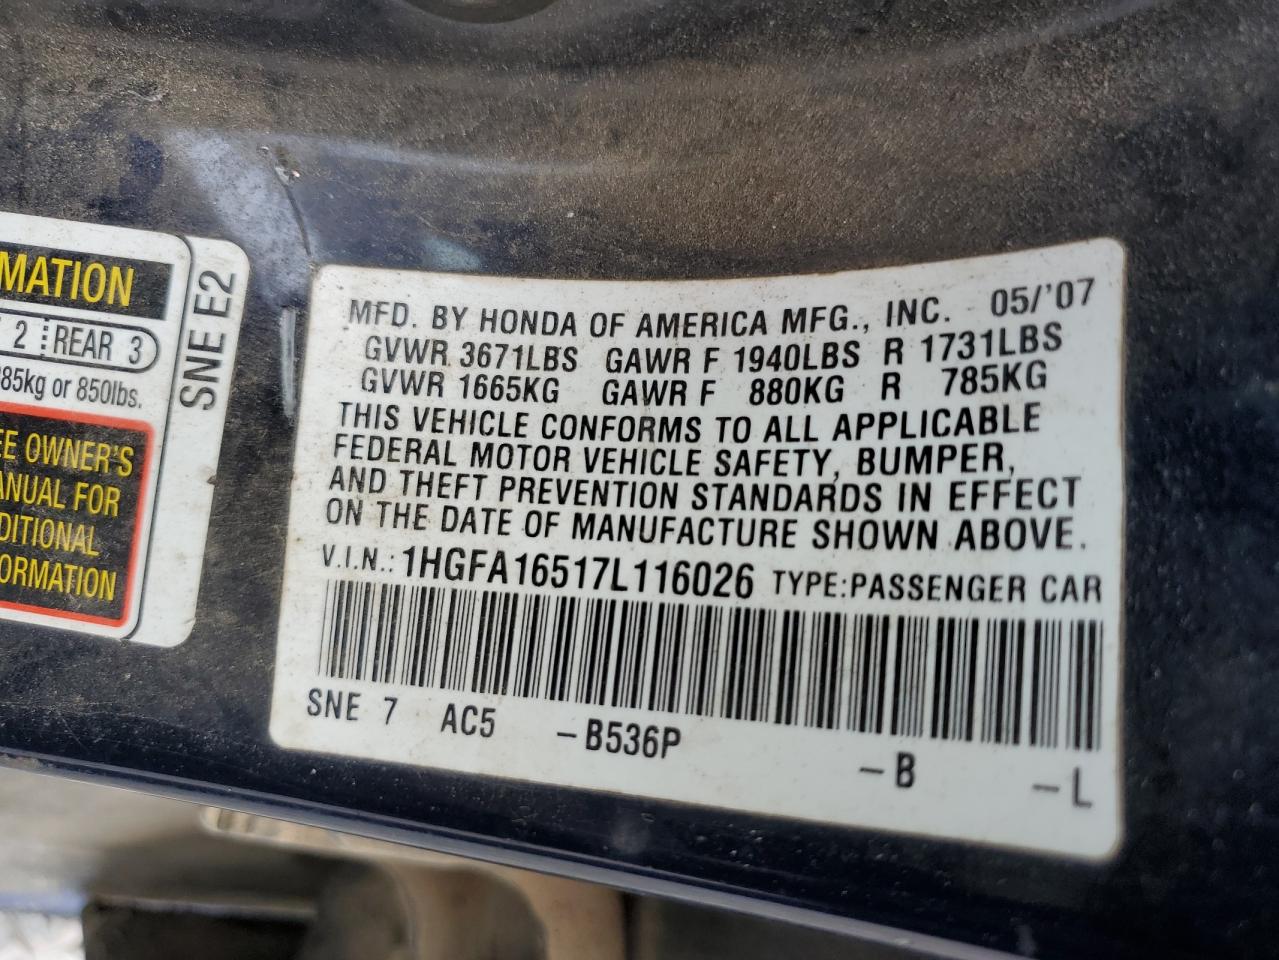 MATION
2 REAR 3
85kg or 850lbs.
EE OWNER'S
ANUAL FOR
DITIONAL
ORMATION
SNE E2
MFD. BY HONDA OF AMERICA MFG., INC. 05/'07
GVWR 3671LBS GAWR F 1940LBS R 1731LBS
GVWR 1665KG GAWR F 880KG R 785KG
THIS VEHICLE CONFORMS TO ALL APPLICABLE
FEDERAL MOTOR VEHICLE SAFETY, BUMPER,
AND THEFT PREVENTION STANDARDS IN EFFECT
ON THE DATE OF MANUFACTURE SHOWN ABOVE.
V.I.N.: 1HGFA16517L116026 TYPE:PASSENGER CAR
SNE 7 AC5 -B536P -B -L